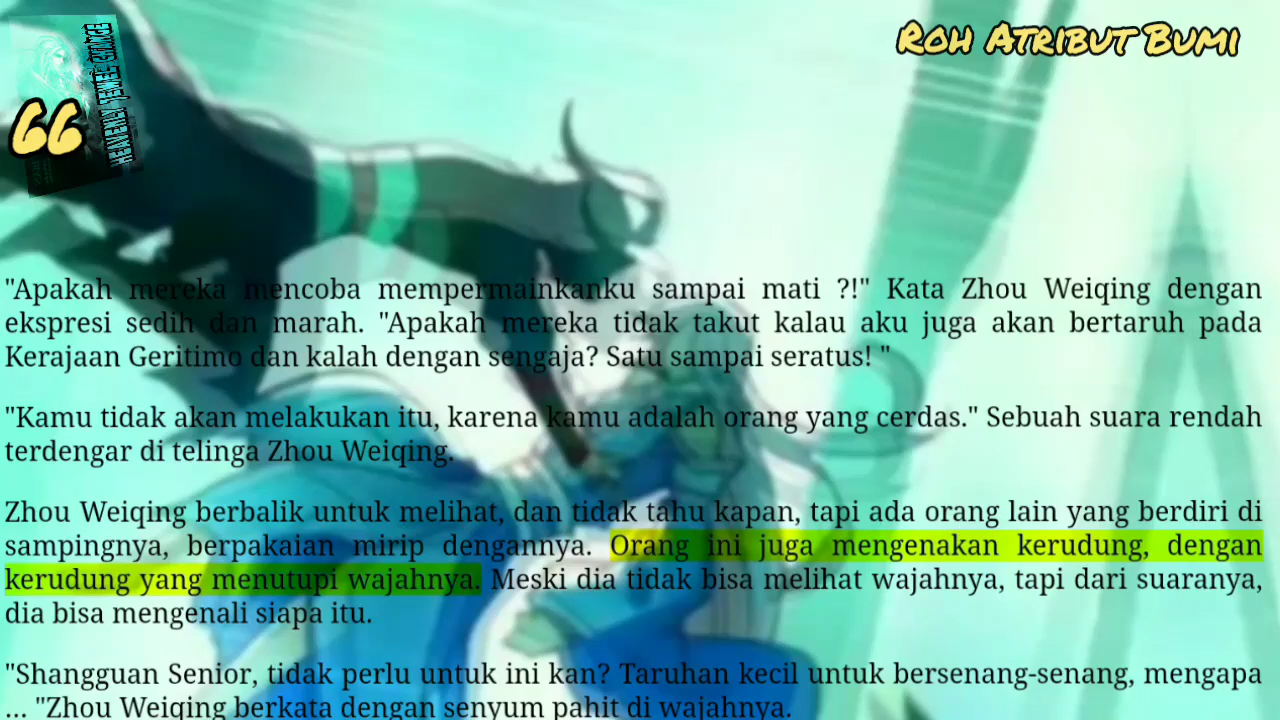 Roh Atribut Bumi
66
HEAVENLY JEWEL CHANGE
"Apakah mereka mencoba mempermainkanku sampai mati ?!" Kata Zhou Weiqing dengan
ekspresi sedih dan marah. "Apakah mereka tidak takut kalau aku juga akan bertaruh pada
Kerajaan Geritimo dan kalah dengan sengaja? Satu sampai seratus! "
"Kamu tidak akan melakukan itu, karena kamu adalah orang yang cerdas." Sebuah suara rendah
terdengar di telinga Zhou Weiqing.
Zhou Weiqing berbalik untuk melihat, dan tidak tahu kapan, tapi ada orang lain yang berdiri di
sampingnya, berpakaian mirip dengannya. Orang ini juga mengenakan kerudung, dengan
kerudung yang menutupi wajahnya. Meski dia tidak bisa melihat wajahnya, tapi dari suaranya,
dia bisa mengenali siapa itu.
"Shangguan Senior, tidak perlu untuk ini kan? Taruhan kecil untuk bersenang-senang, mengapa
... "Zhou Weiqing berkata dengan senyum pahit di wajahnya.